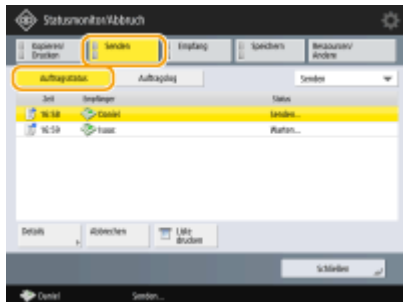 Statusmonitor/Abbruch
Kopieren/
Drucken
Senden
Empfang
Speichern
Ressourcen/
Andere
Auftragsstatus
Auftragslog
Senden
Zeit Empfänger Status
16:58 Daniel Senden...
16:59 Isaac Warten...
Details
Abbrechen
Liste
drucken
Schließen
Daniel Senden...